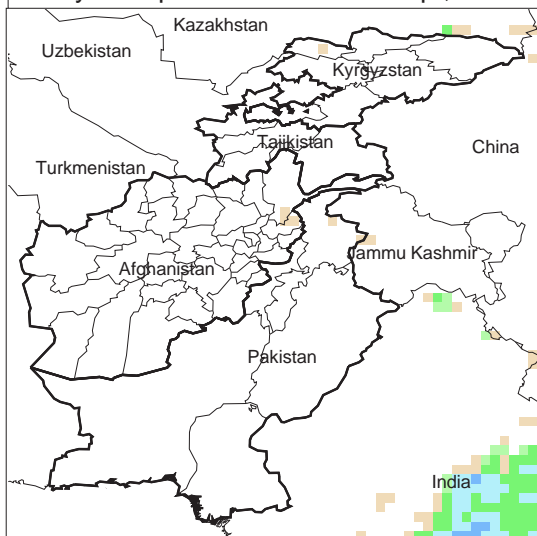 Kazakhstan
Uzbekistan
Kyrgyzstan
Tajikistan
China
Turkmenistan
Jammu Kashmir
Afghanistan
Pakistan
India